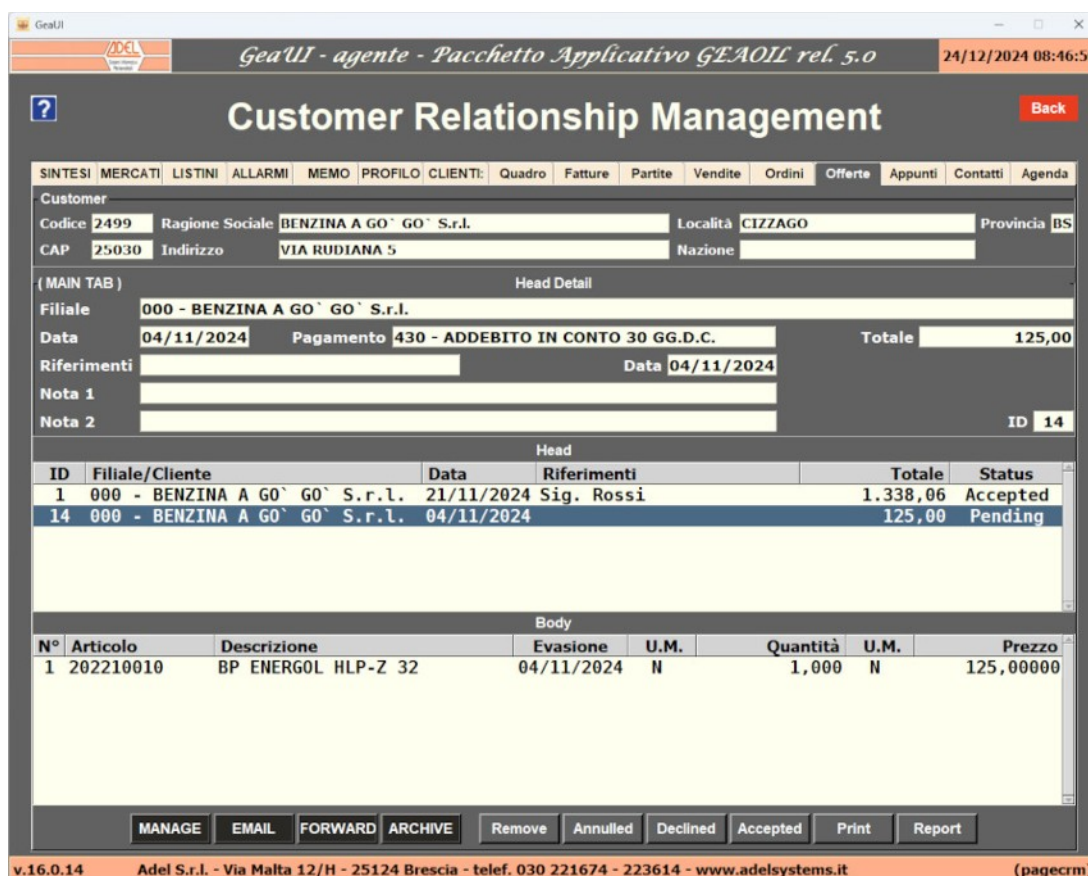 GeaUI
ADEL
GeaUI - agente - Pacchetto Applicativo GEAOIL rel. 5.0
24/12/2024 08:46:5
?
Customer Relationship Management
Back
SINTESI MERCATI LISTINI ALLARMI MEMO PROFILO CLIENTI: Quadro Fatture Partite Vendite Ordini Offerte Appunti Contatti Agenda
Customer
Codice 2499 Ragione Sociale BENZINA A GO` GO` S.r.l. Località CIZZAGO Provincia BS
CAP 25030 Indirizzo VIA RUDIANA 5 Nazione
( MAIN TAB ) Head Detail
Filiale 000 - BENZINA A GO` GO` S.r.l.
Data 04/11/2024 Pagamento 430 - ADDEBITO IN CONTO 30 GG.D.C. Totale 125,00
Riferimenti Data 04/11/2024
Nota 1
Nota 2 ID 14
Head
ID Filiale/Cliente Data Riferimenti Totale Status
1 000 - BENZINA A GO` GO` S.r.l. 21/11/2024 Sig. Rossi 1.338,06 Accepted
14 000 - BENZINA A GO` GO` S.r.l. 04/11/2024 125,00 Pending
Body
N° Articolo Descrizione Evasione U.M. Quantità U.M. Prezzo
1 202210010 BP ENERGOL HLP-Z 32 04/11/2024 N 1,000 N 125,00000
MANAGE EMAIL FORWARD ARCHIVE Remove Annulled Declined Accepted Print Report
v.16.0.14 Adel S.r.l. - Via Malta 12/H - 25124 Brescia - telef. 030 221674 - 223614 - www.adelsystems.it (pagecrm